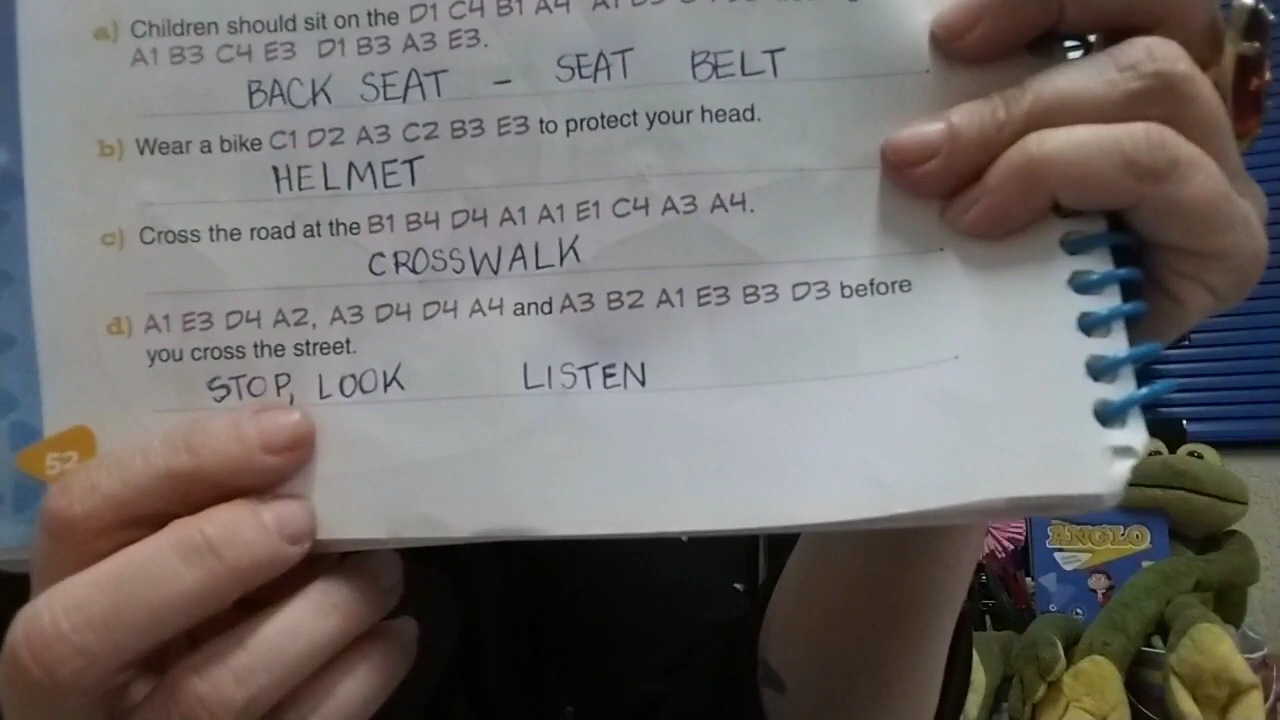 a) Children should sit on the D1 C4 B1 A4
A1 B3 C4 E3 D1 B3 A3 E3.
BACK SEAT - SEAT BELT
b) Wear a bike C1 D2 A3 C2 B3 E3 to protect your head.
HELMET
c) Cross the road at the B1 B4 D4 A1 A1 E1 C4 A3 A4.
CROSSWALK
d) A1 E3 D4 A2, A3 D4 D4 A4 and A3 B2 A1 E3 B3 D3 before
you cross the street.
STOP, LOOK LISTEN
52
ANGLO